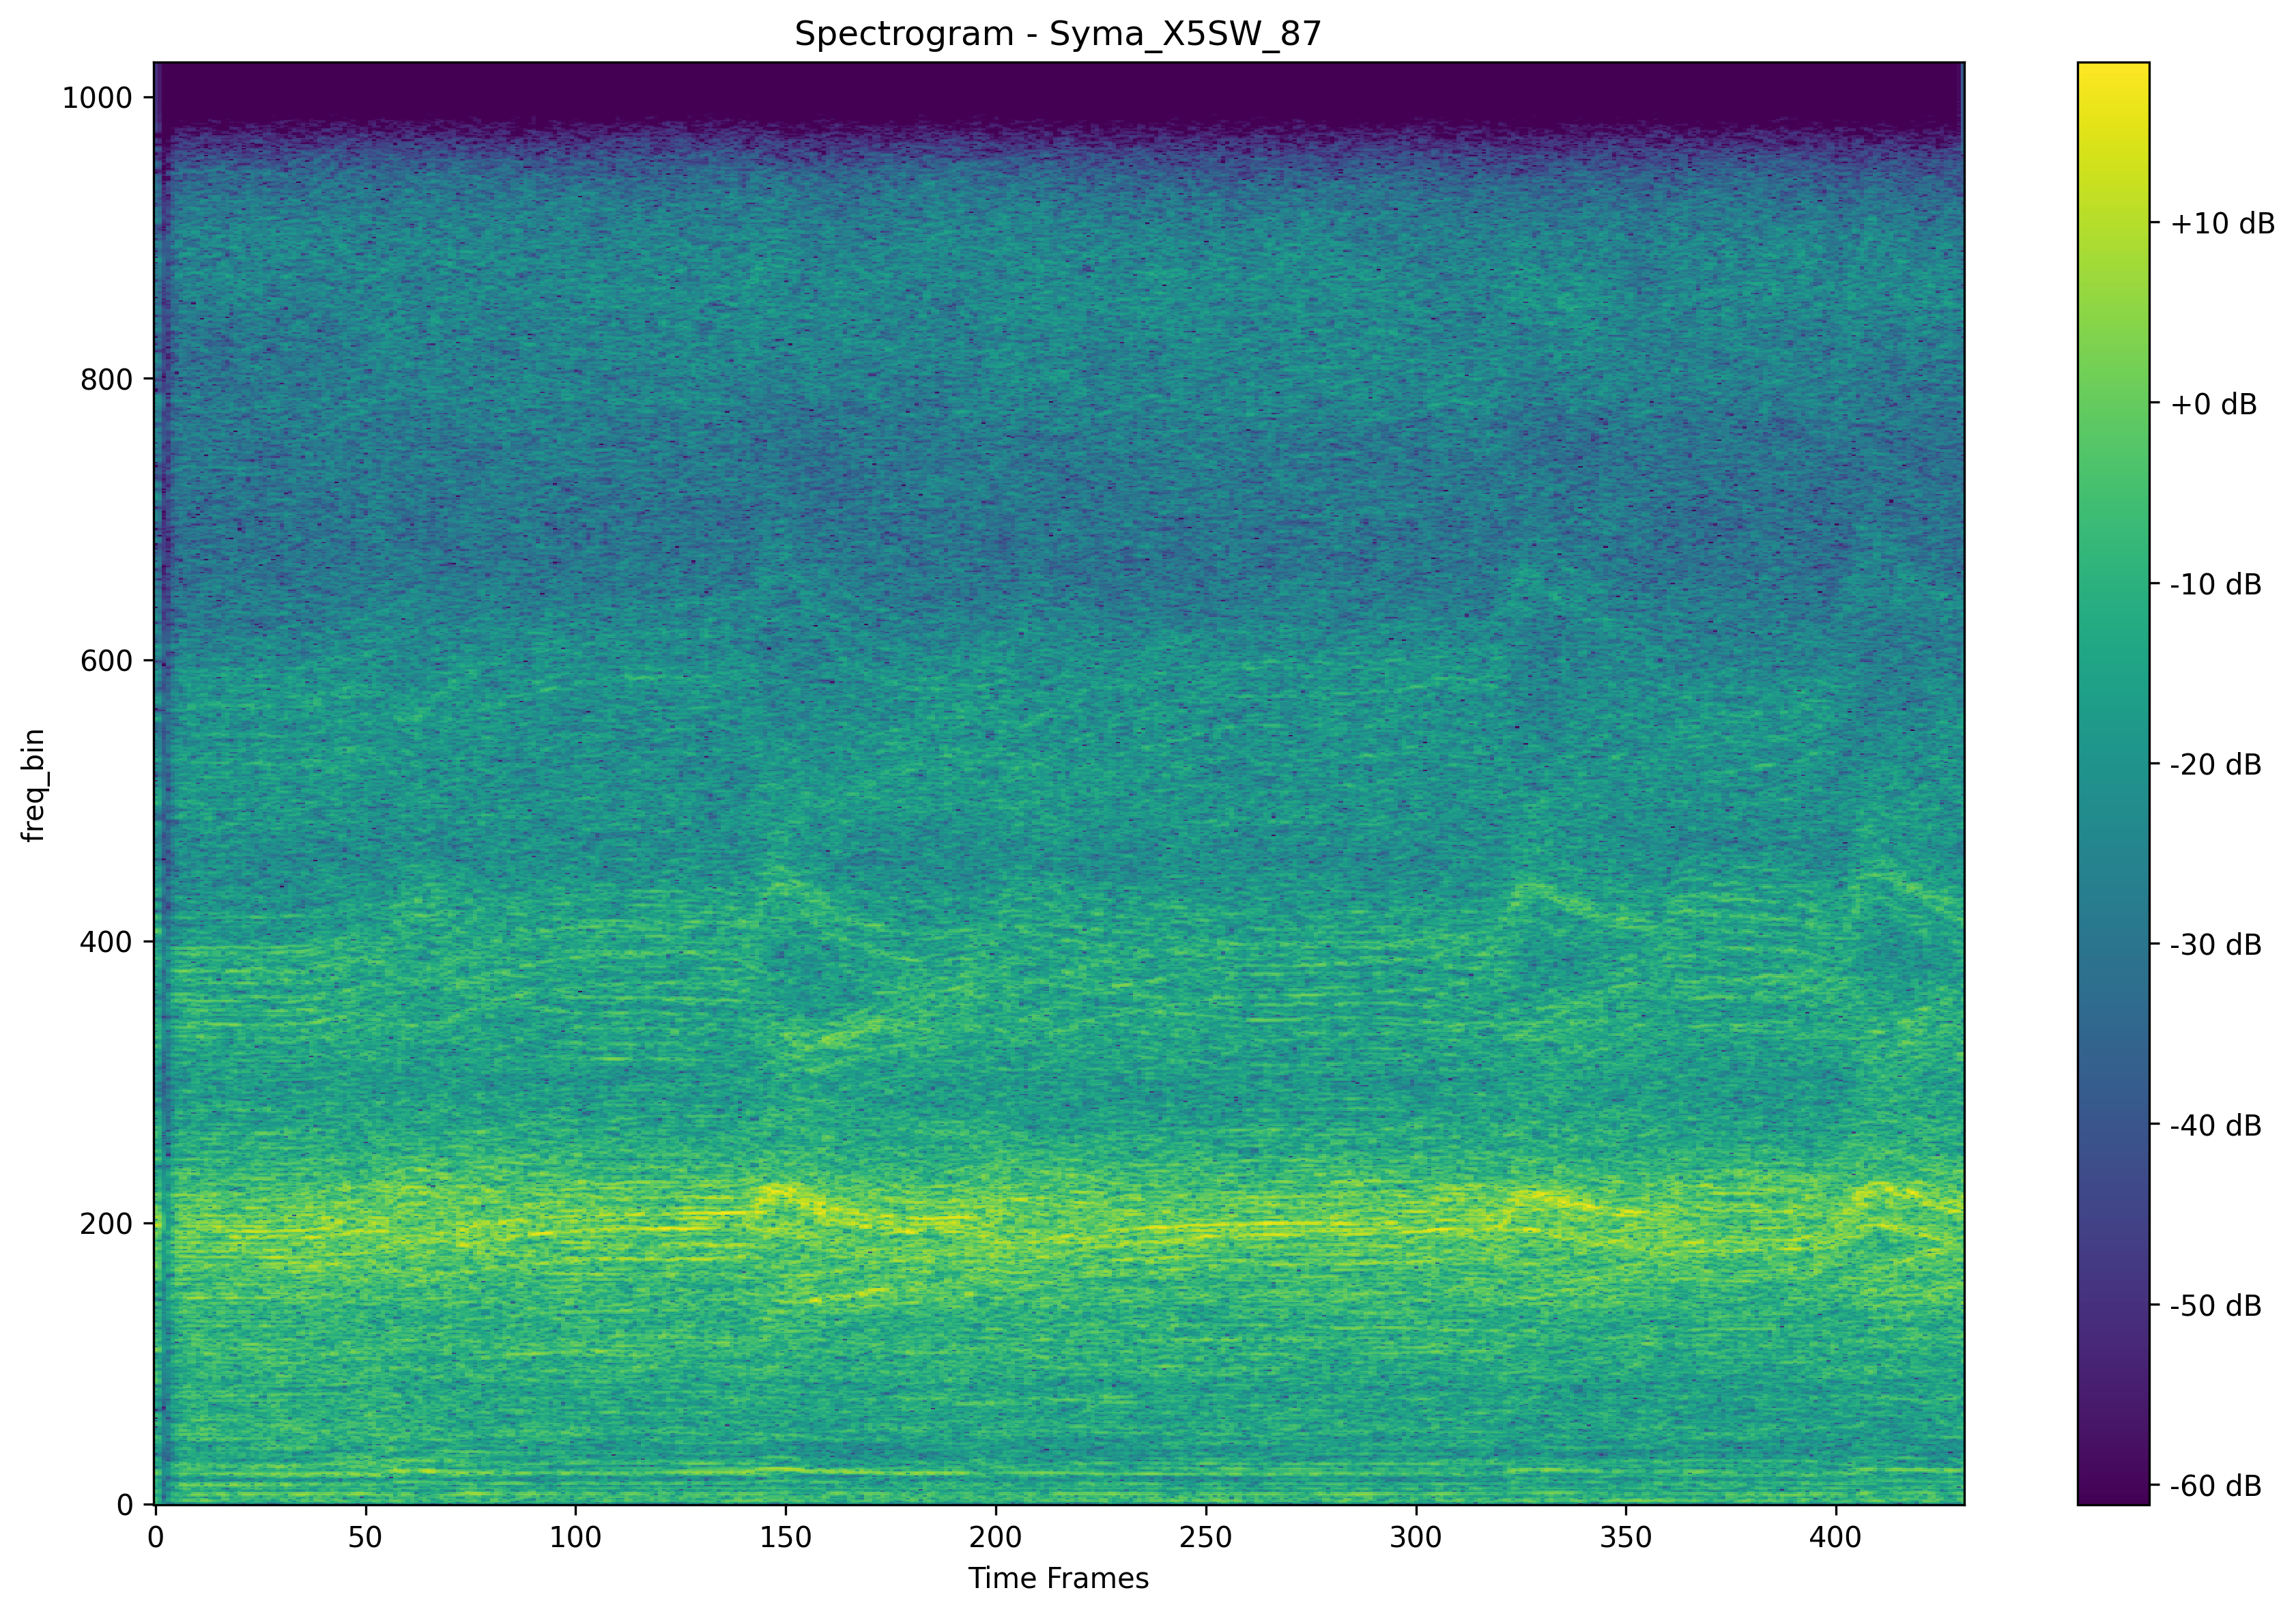 Spectrogram - Syma_X5SW_87
1000
800
600
400
200
0
freq_bin
0 50 100 150 200 250 300 350 400
Time Frames
+10 dB
+0 dB
-10 dB
-20 dB
-30 dB
-40 dB
-50 dB
-60 dB